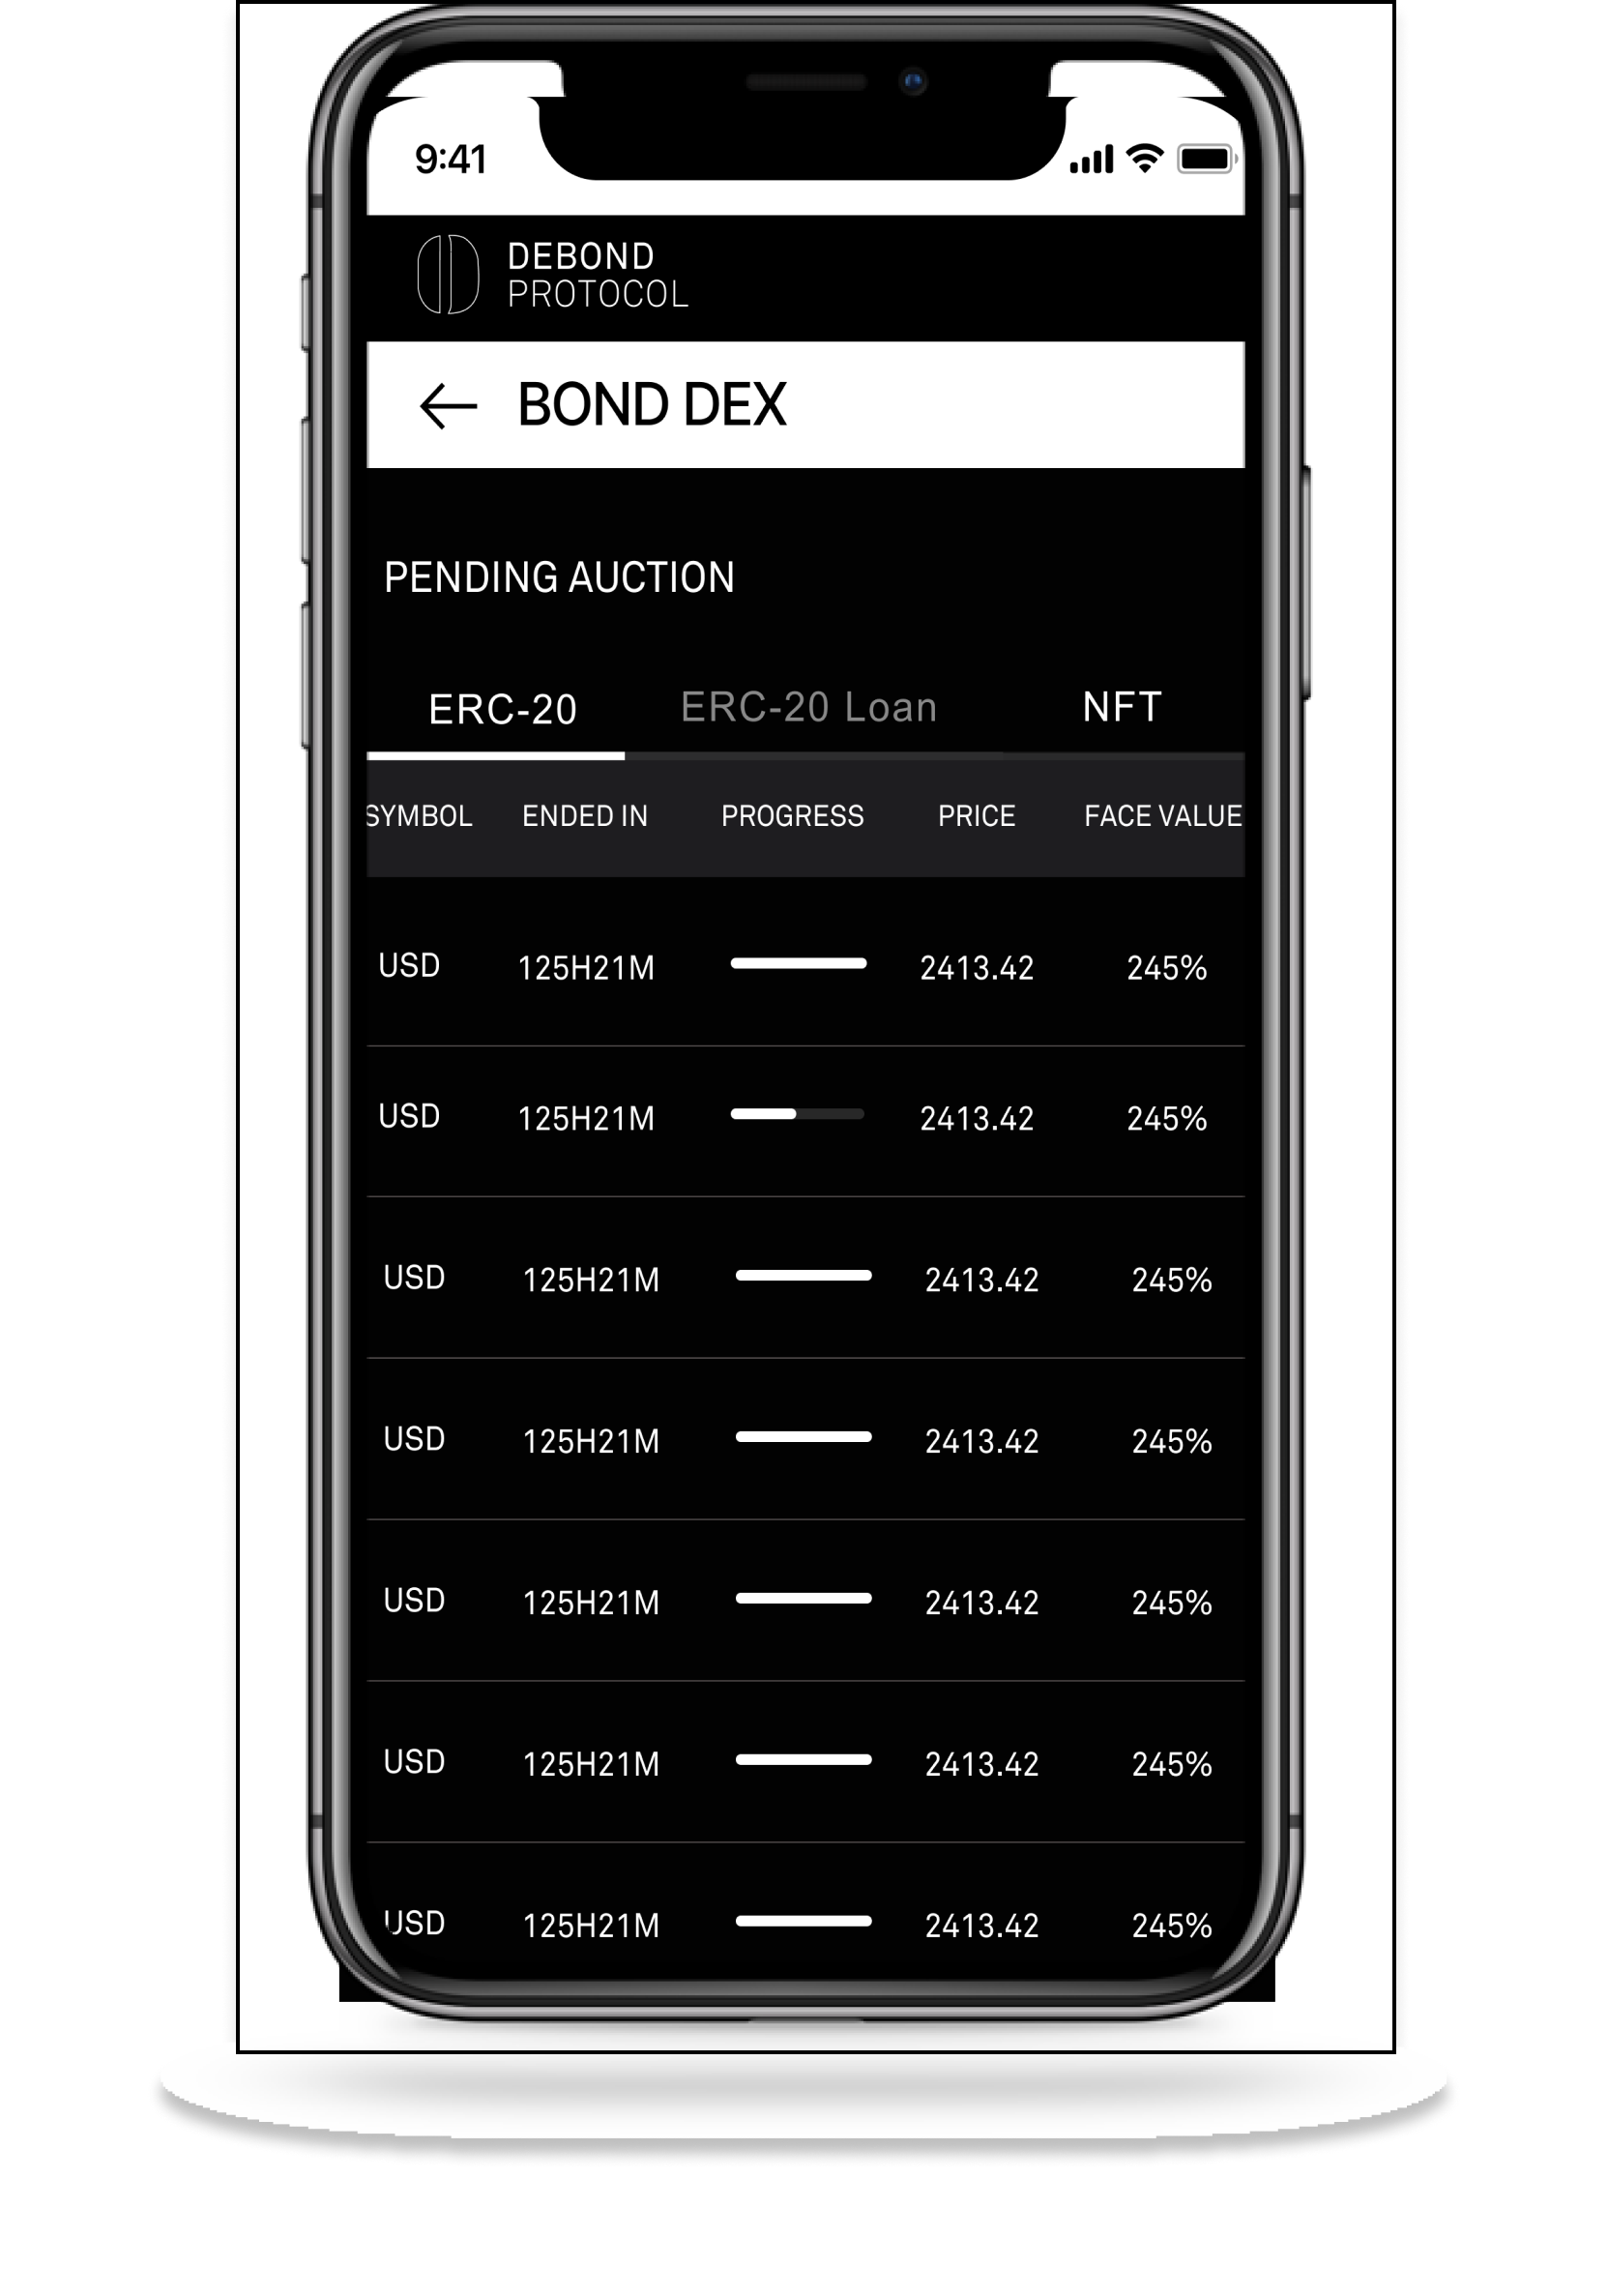 9:41
DEBOND
PROTOCOL
BOND DEX
PENDING AUCTION
ERC-20 ERC-20 Loan NFT
SYMBOL ENDED IN PROGRESS PRICE FACE VALUE
USD 125H21M 2413.42 245%
USD 125H21M 2413.42 245%
USD 125H21M 2413.42 245%
USD 125H21M 2413.42 245%
USD 125H21M 2413.42 245%
USD 125H21M 2413.42 245%
USD 125H21M 2413.42 245%